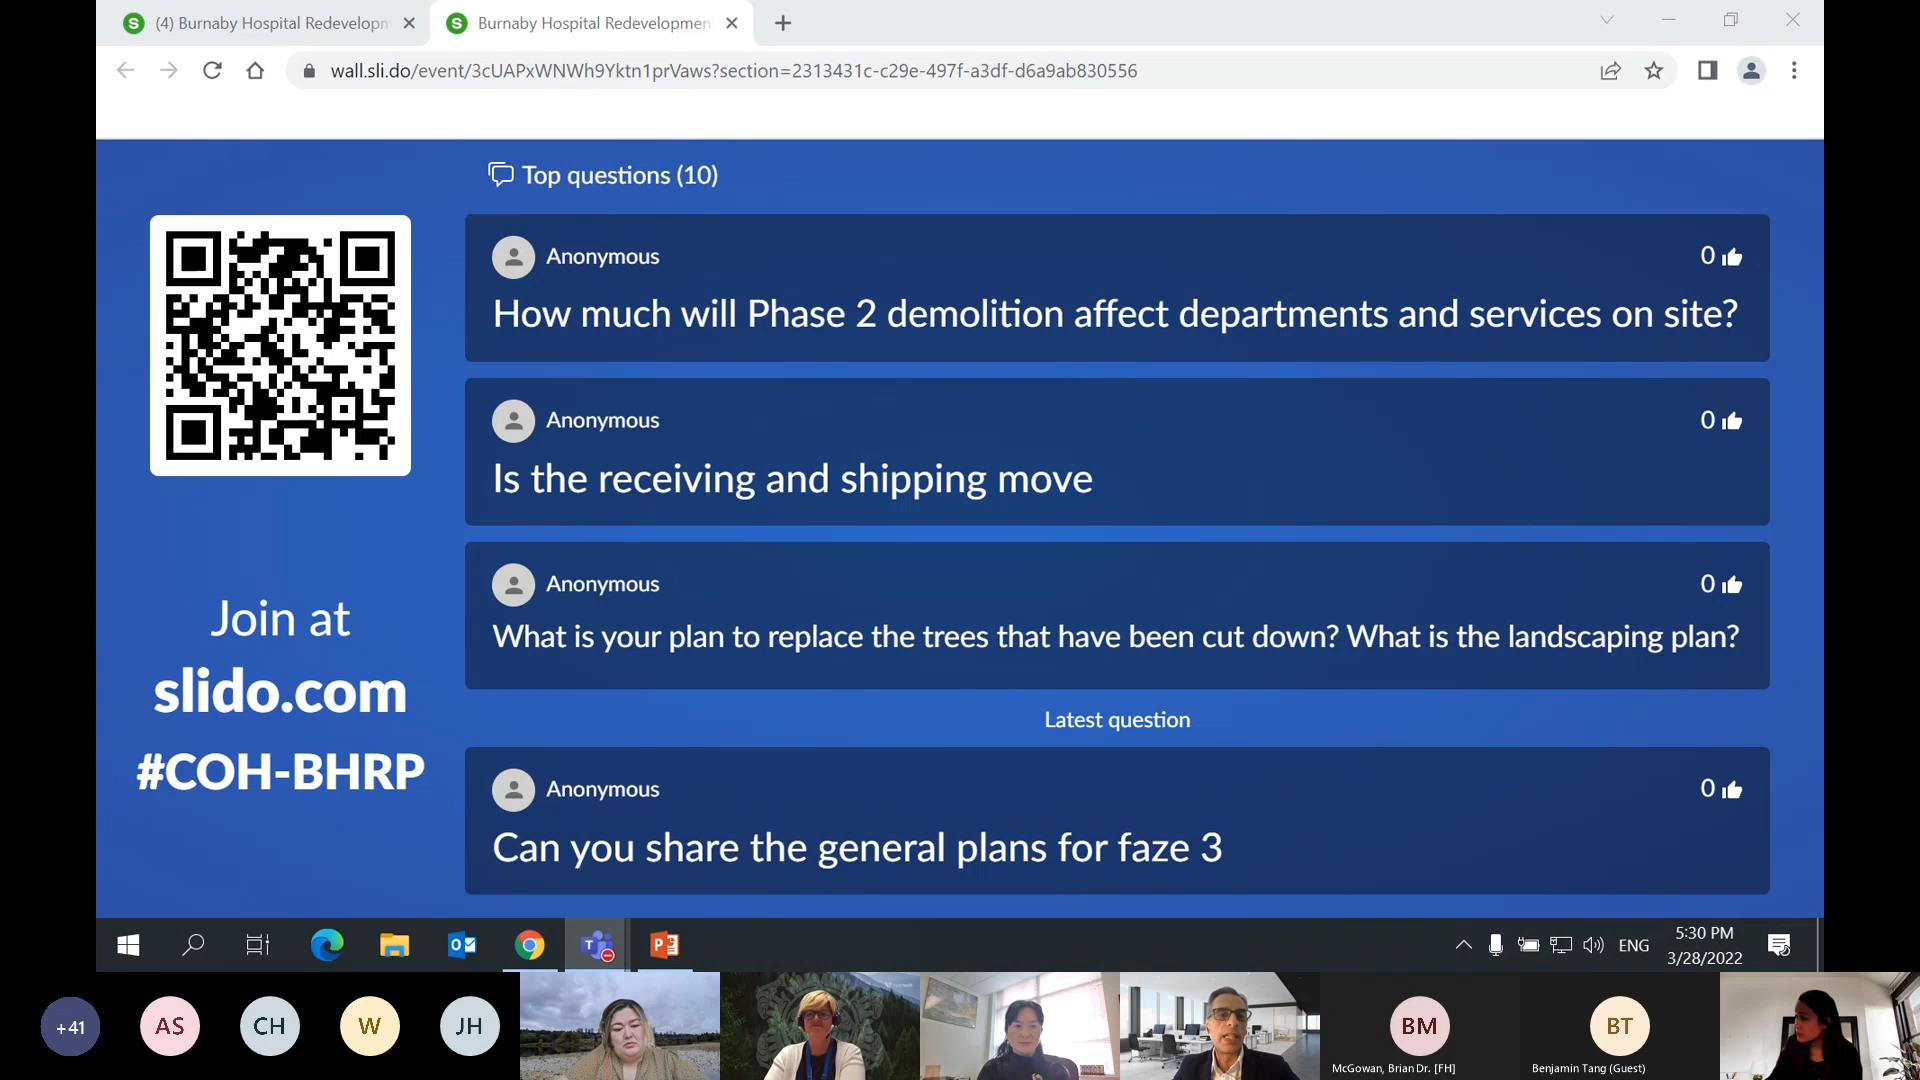 (4) Burnaby Hospital Redevelopm
Burnaby Hospital Redevelopmen
wall.sli.do/event/3cUAPxWNWh9Yktn1prVaws?section=2313431c-c29e-497f-a3df-d6a9ab830556
Top questions (10)
Anonymous
0
How much will Phase 2 demolition affect departments and services on site?
Anonymous
0
Is the receiving and shipping move
Anonymous
0
What is your plan to replace the trees that have been cut down? What is the landscaping plan?
Latest question
Anonymous
0
Can you share the general plans for faze 3
Join at
slido.com
#COH-BHRP
ENG
5:30 PM
3/28/2022
+41
AS
CH
W
JH
BM
McGowan, Brian Dr. [FH]
BT
Benjamin Tang (Guest)